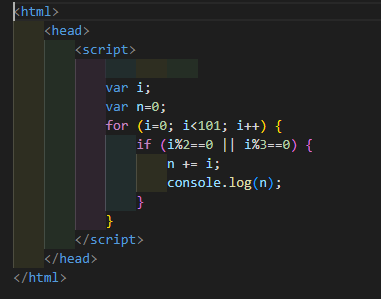 <html>
<head>
<script>
var i;
var n=0;
for (i=0; i<101; i++) {
if (i%2==0 || i%3==0) {
n += i;
console.log(n);
}
}
</script>
</head>
</html>